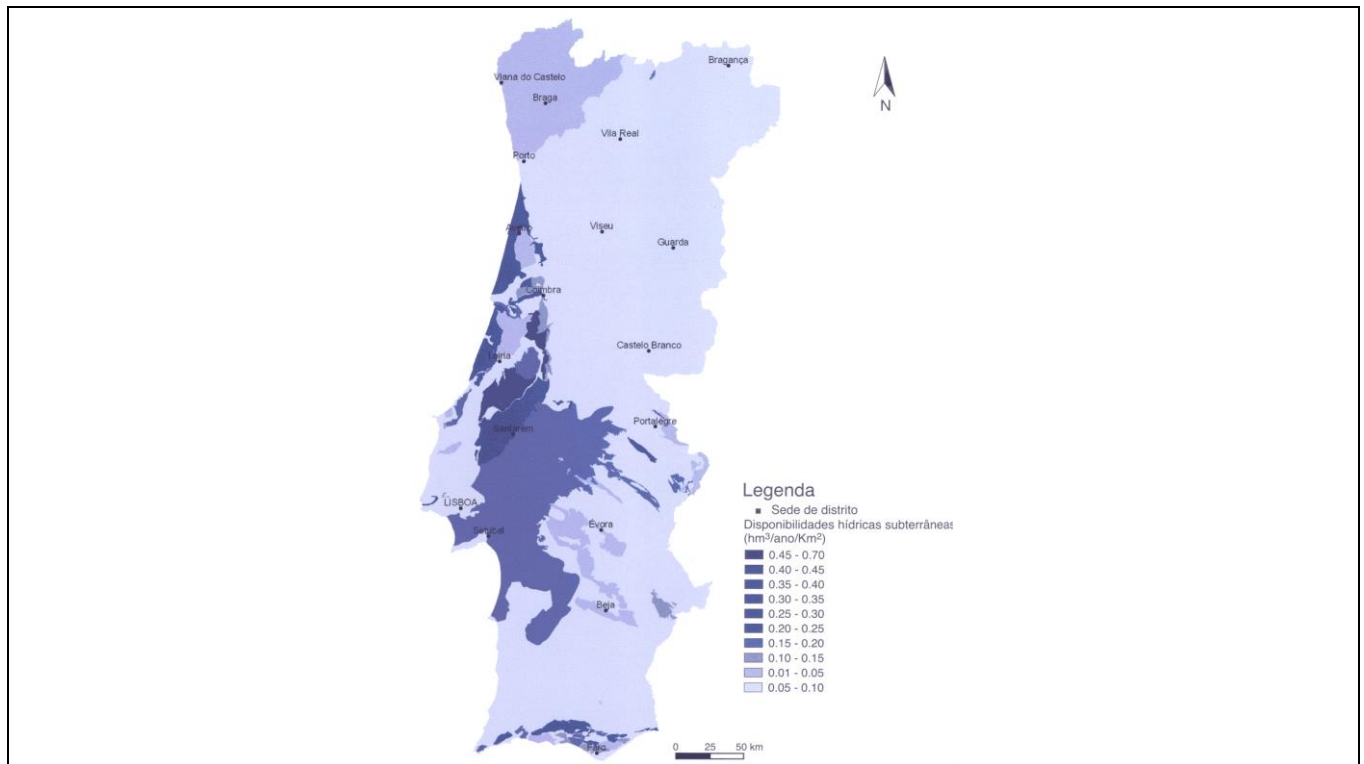 Bragança
Viana do Castelo
Braga
N
Vila Real
Porto
Aveiro
Viseu
Guarda
Coimbra
Castelo Branco
Leiria
Portalegre
Santarem
Legenda
LISBOA
Sede de distrito
Disponibilidades hídricas subterrâneas
(hm³/ano/Km²)
Setúbal
Évora
0.45 - 0.70
0.40 - 0.45
0.35 - 0.40
0.30 - 0.35
0.25 - 0.30
Beja
0.20 - 0.25
0.15 - 0.20
0.10 - 0.15
0.01 - 0.05
0.05 - 0.10
Faro
0 25 50 km